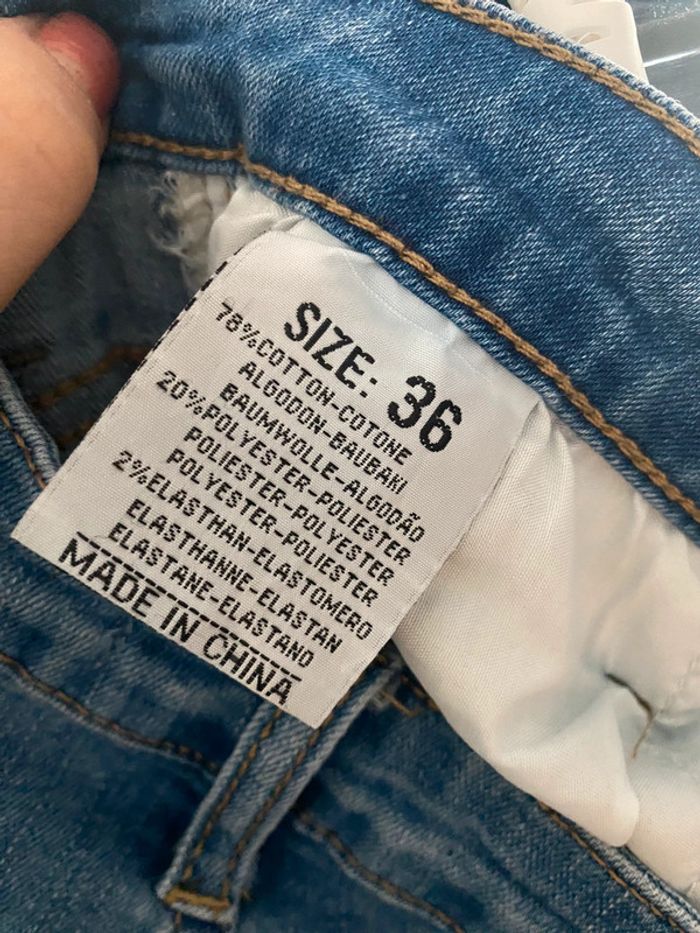 SIZE: 36
78%COTTON-COTONE
ALGODON-BAUBAKI
BAUMWOLLE-ALGODÃO
20%POLYESTER-POLIESTER
POLIESTER-POLYESTER
POLYESTER-POLIESTER
2%ELASTHAN-ELASTOMERO
ELASTHANNE-ELASTAN
ELASTANE-ELASTAND
MADE IN CHINA